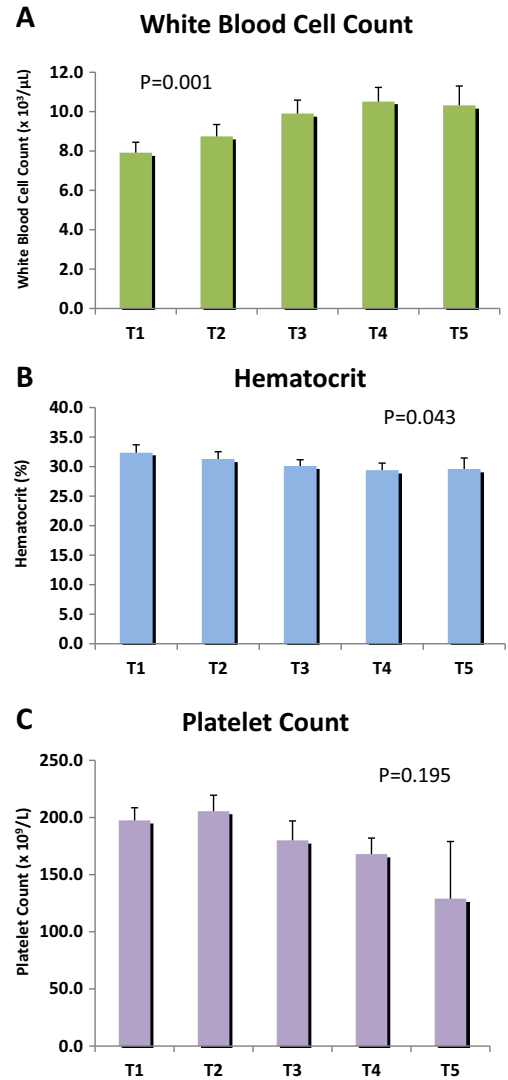 A
White Blood Cell Count
P=0.001
White Blood Cell Count (x 10³/µL)
12.0
10.0
8.0
6.0
4.0
2.0
0.0
T1 T2 T3 T4 T5
B
Hematocrit
P=0.043
Hematocrit (%)
40.0
35.0
30.0
25.0
20.0
15.0
10.0
5.0
0.0
T1 T2 T3 T4 T5
C
Platelet Count
P=0.195
Platelet Count (x 10⁹/L)
250.0
200.0
150.0
100.0
50.0
0.0
T1 T2 T3 T4 T5